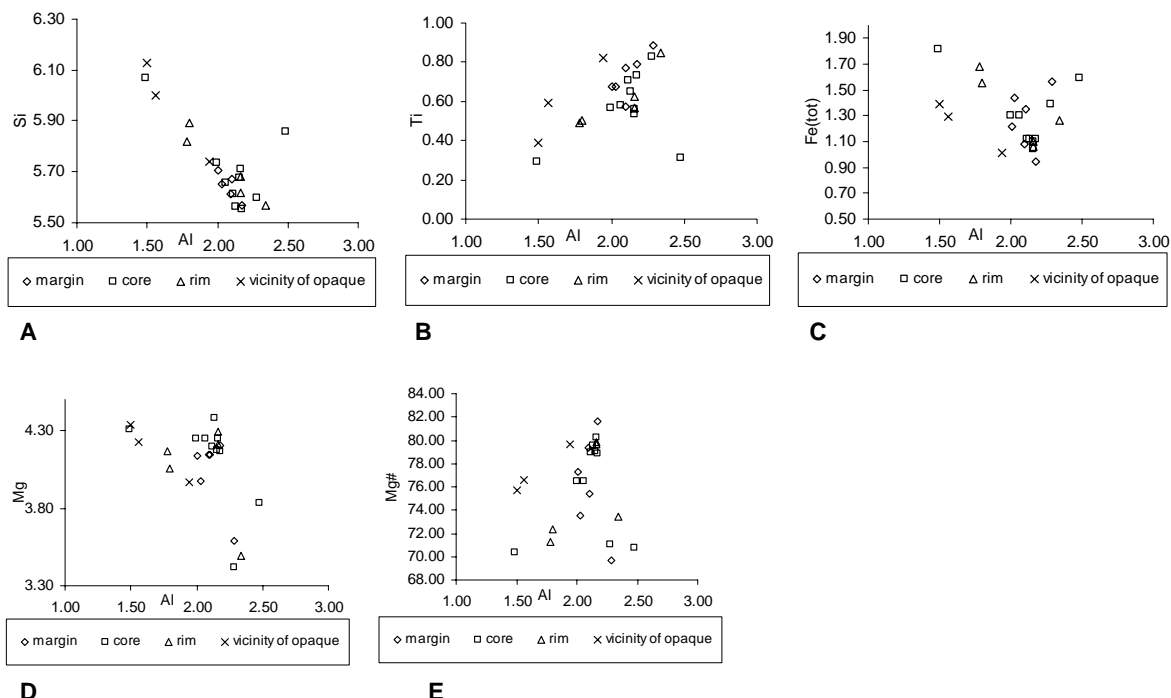 6.30
6.10
5.90
5.70
5.50
Si
1.00 1.50 2.00 2.50 3.00
Al
margin core rim vicinity of opaque
A
1.00
0.80
0.60
0.40
0.20
0.00
Ti
1.00 1.50 2.00 2.50 3.00
Al
margin core rim vicinity of opaque
B
1.90
1.70
1.50
1.30
1.10
0.90
0.70
0.50
Fe(tot)
1.00 1.50 2.00 2.50 3.00
Al
margin core rim vicinity of opaque
C
4.30
3.80
3.30
Mg
1.00 1.50 2.00 2.50 3.00
Al
margin core rim vicinity of opaque
D
84.00
82.00
80.00
78.00
76.00
74.00
72.00
70.00
68.00
Mg#
1.00 1.50 2.00 2.50 3.00
Al
margin core rim vicinity of opaque
E